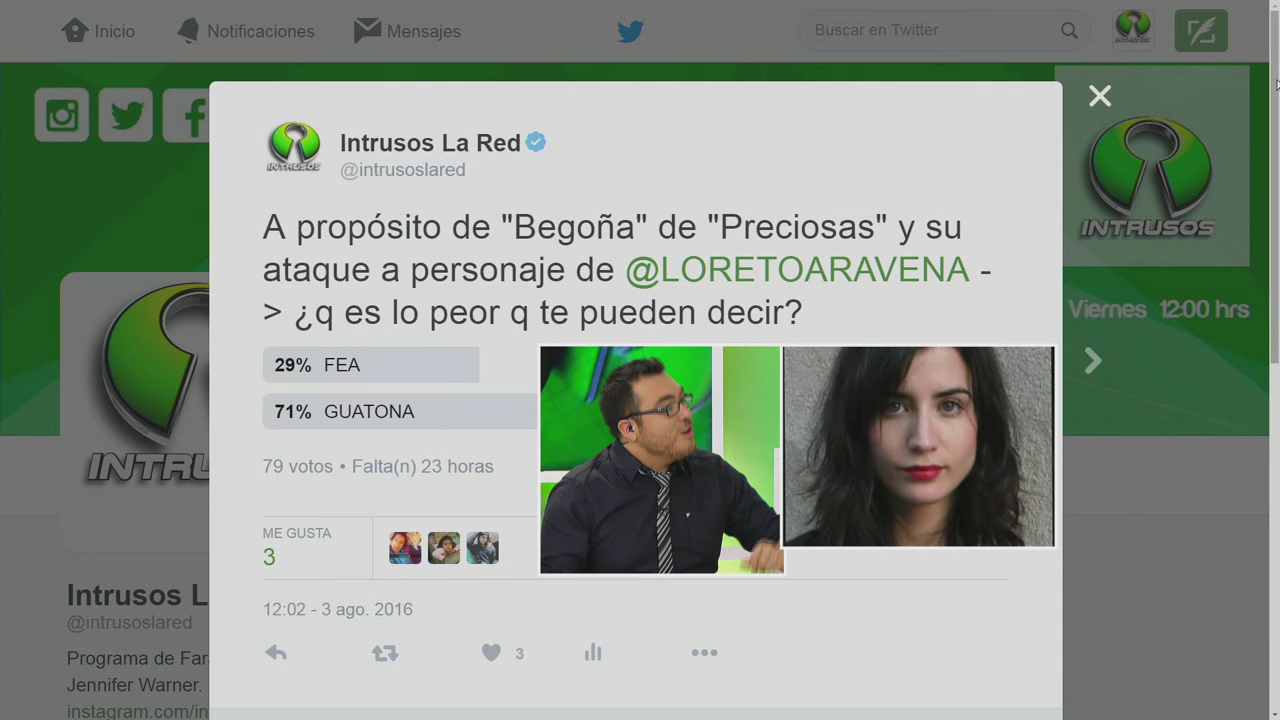 Inicio
Notificaciones
Mensajes
Buscar en Twitter
Intrusos La Red
INTRUSOS
@intrusoslared
INTRUSOS
A propósito de "Begoña" de "Preciosas" y su
ataque a personaje de @LORETOARAVENA -
> ¿q es lo peor q te pueden decir?
Viernes 12:00 hrs
29% FEA
71% GUATONA
79 votos • Falta(n) 23 horas
ME GUSTA
3
12:02 - 3 ago. 2016
3
Intrusos L
@intrusoslared
Programa de Far
Jennifer Warner.
instagram.com/in